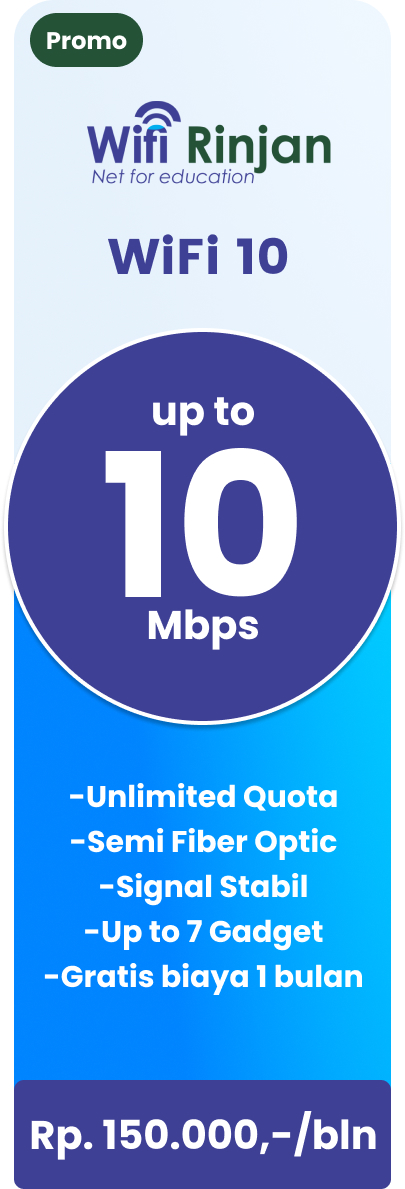 Promo
Wifi Rinjan
Net for education
WiFi 10
up to
10
Mbps
-Unlimited Quota
-Semi Fiber Optic
-Signal Stabil
-Up to 7 Gadget
-Gratis biaya 1 bulan
Rp. 150.000,-/bln